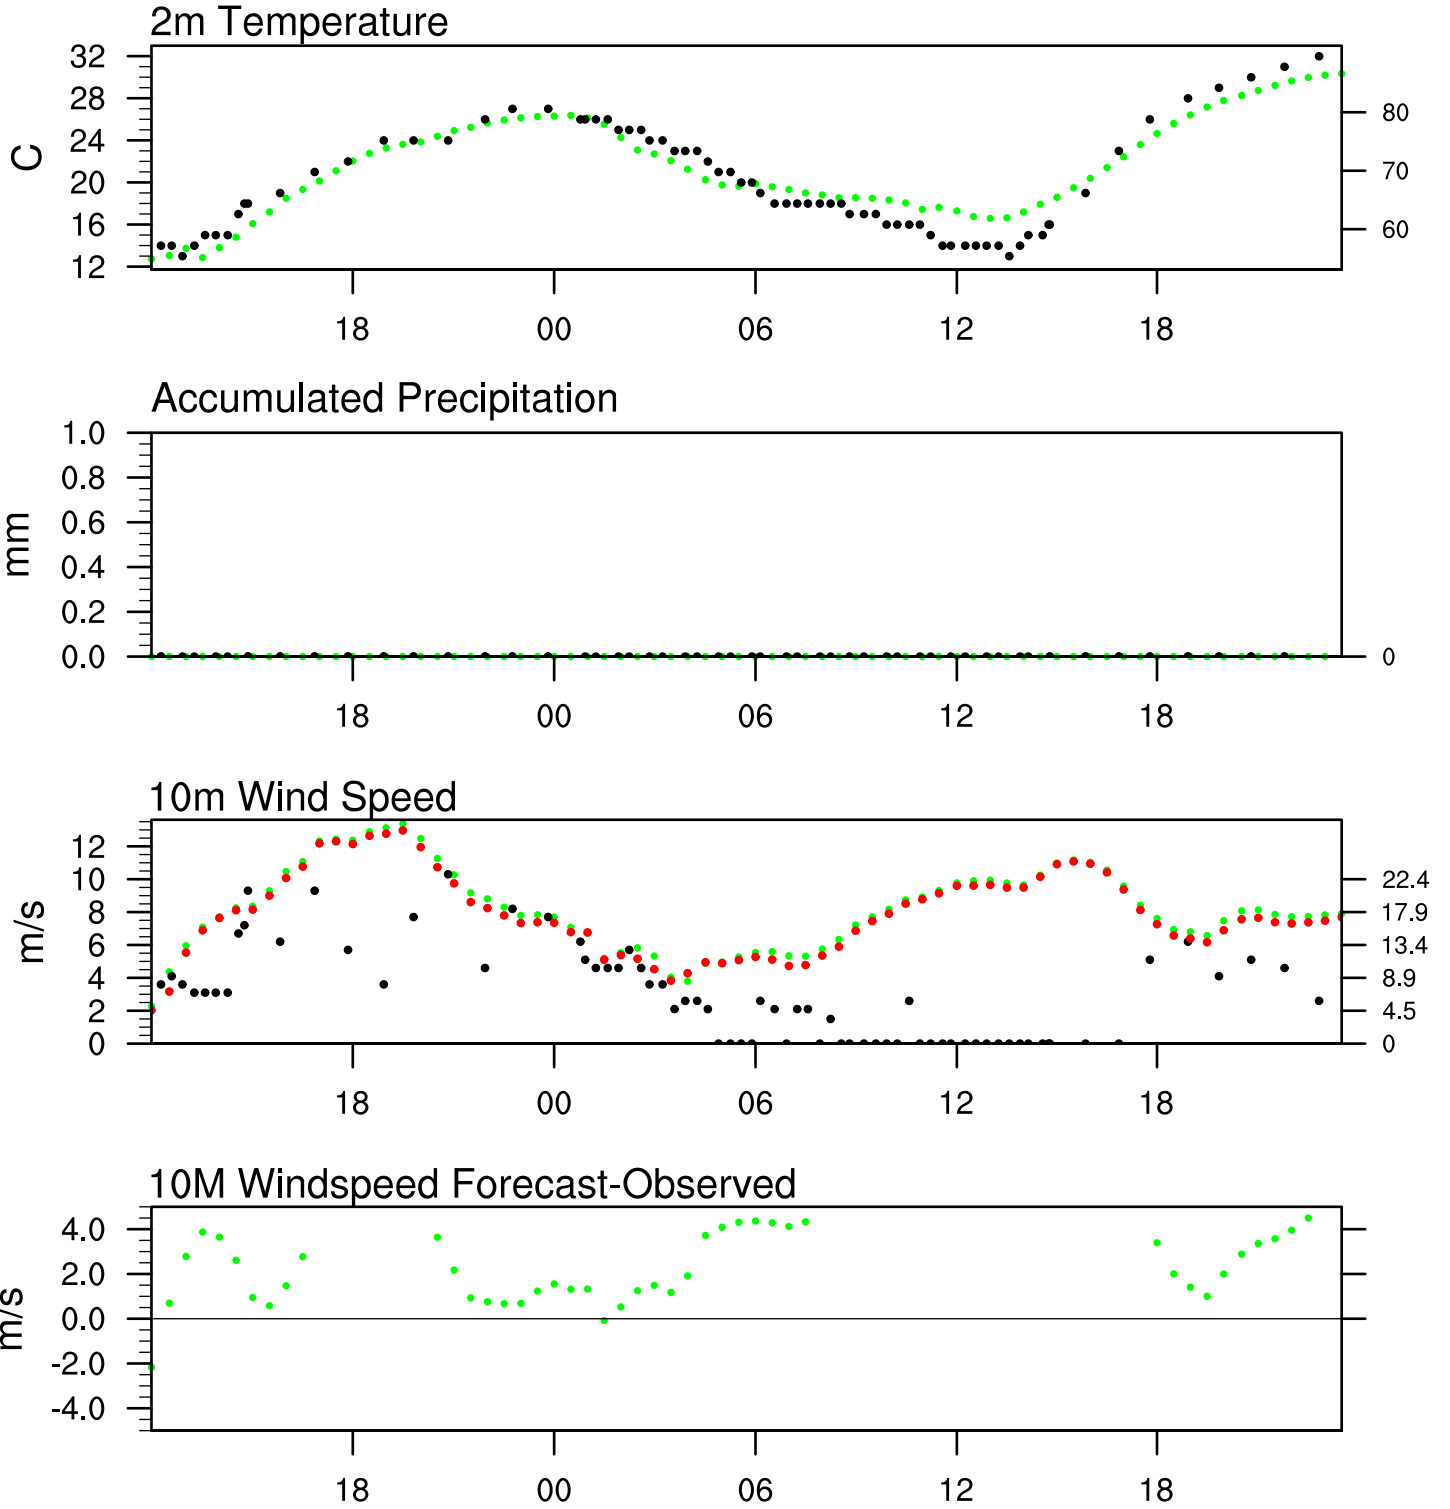 2m Temperature
32
28
24
20
16
12
C
80
70
60
18 00 06 12 18
Accumulated Precipitation
1.0
0.8
0.6
0.4
0.2
0.0
mm
0
18 00 06 12 18
10m Wind Speed
12
10
8
6
4
2
0
m/s
22.4
17.9
13.4
8.9
4.5
0
18 00 06 12 18
10M Windspeed Forecast-Observed
4.0
2.0
0.0
-2.0
-4.0
m/s
18 00 06 12 18